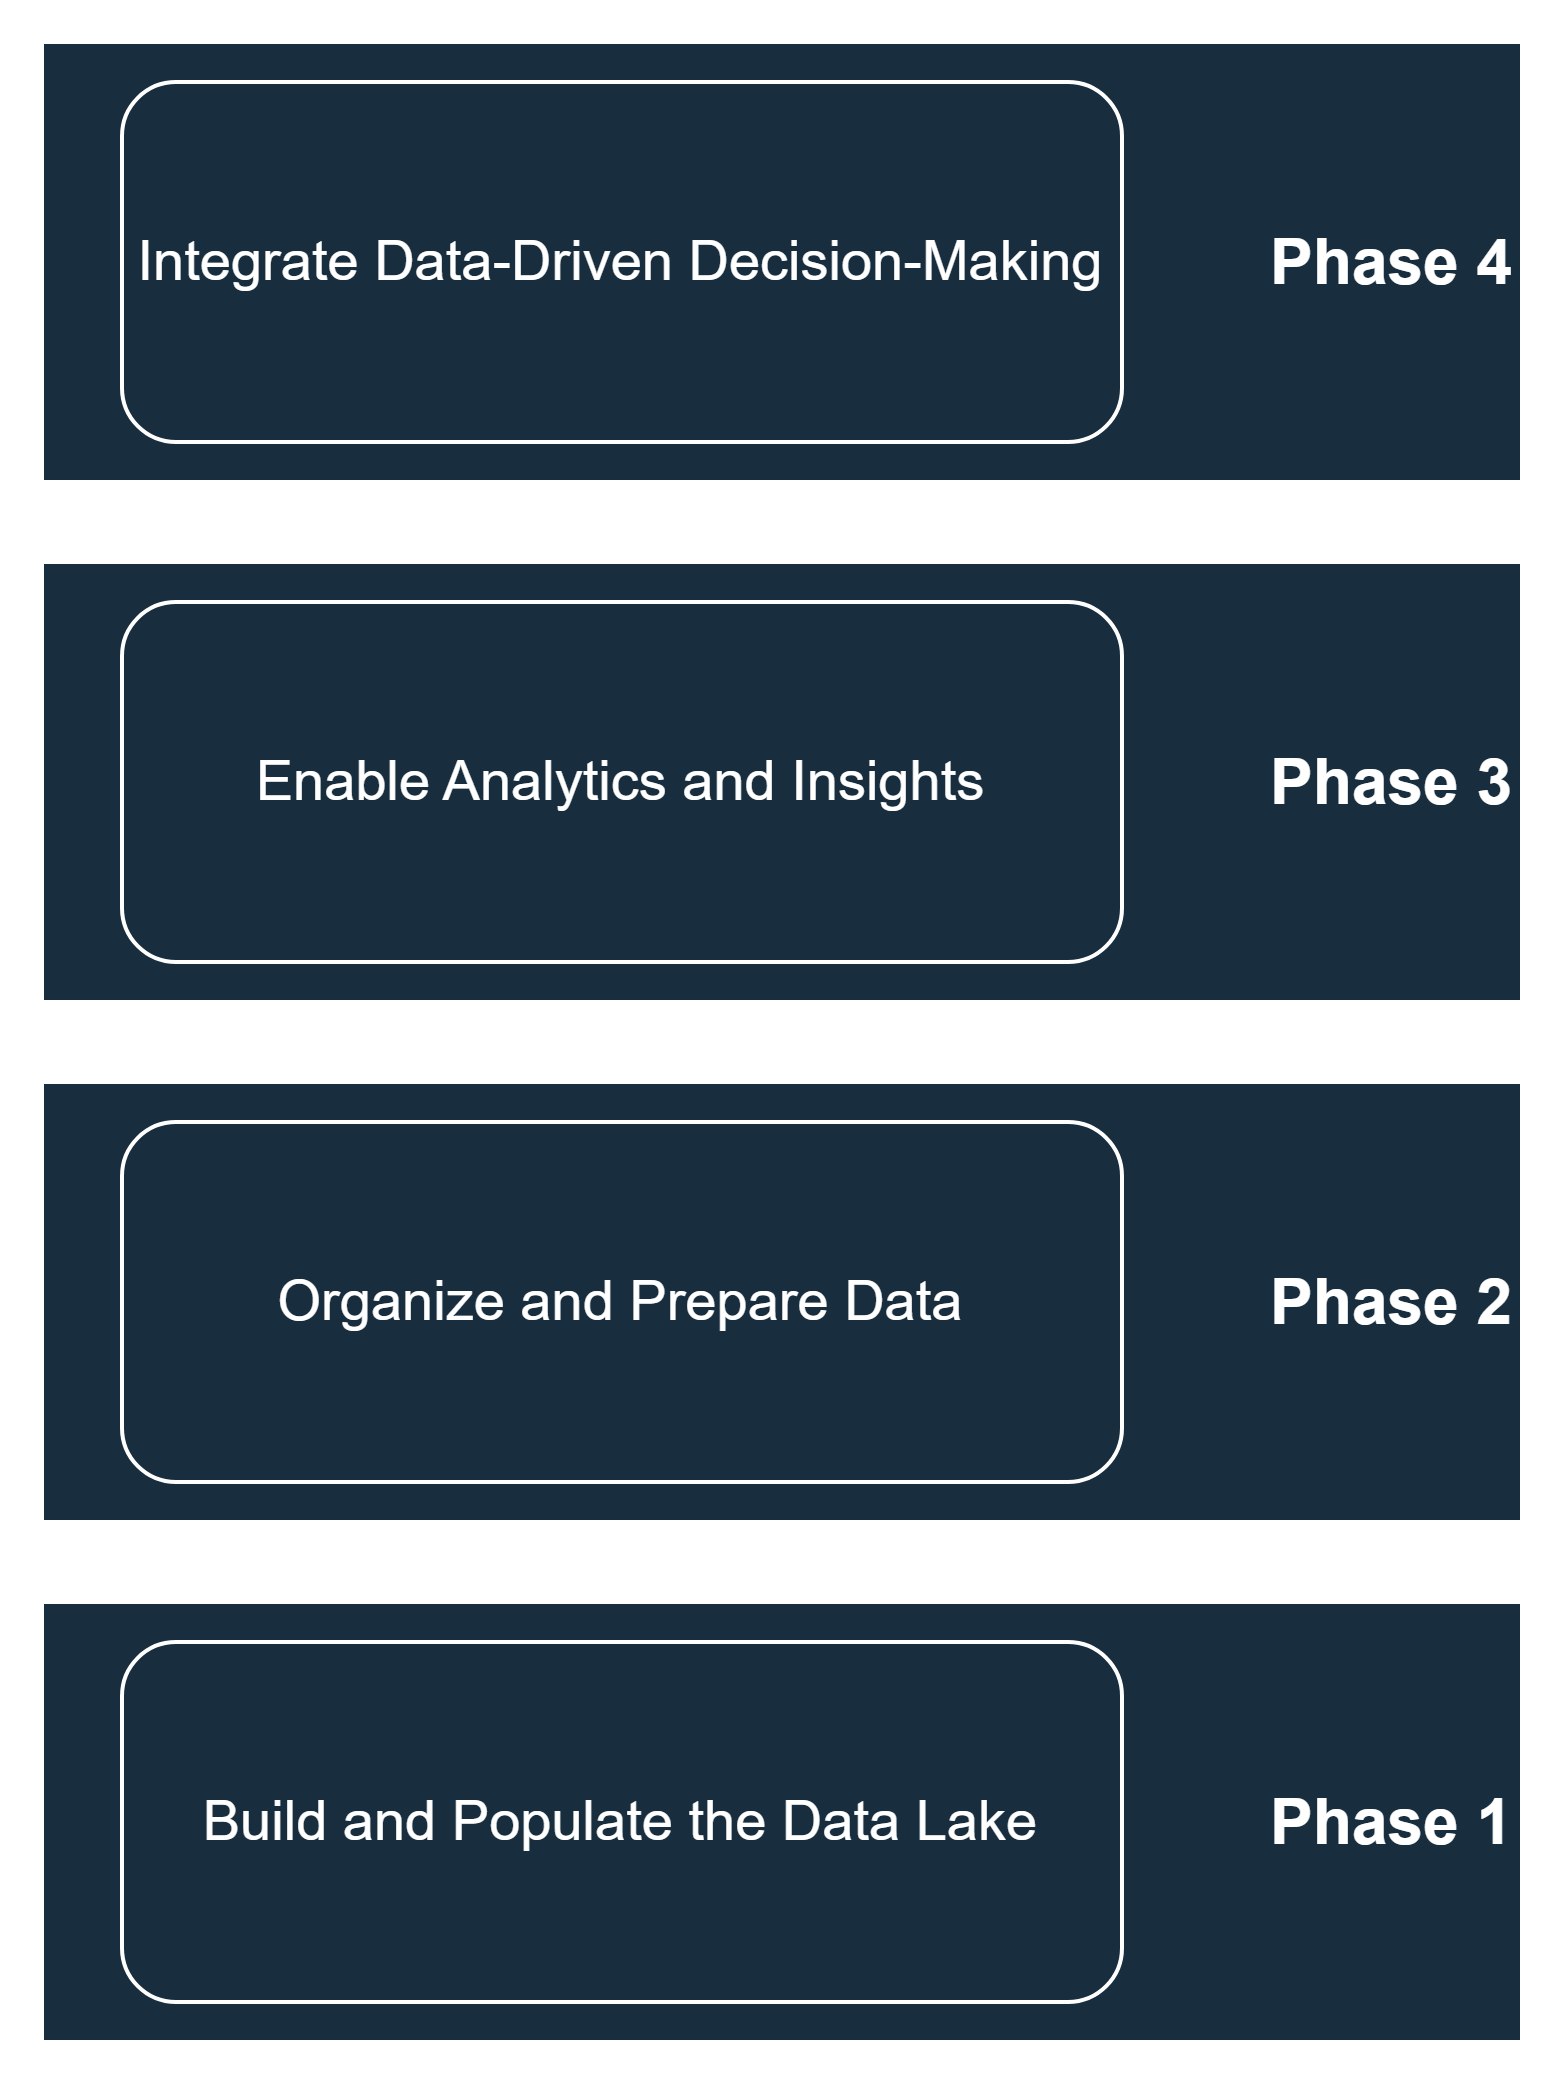 Integrate Data-Driven Decision-Making
Phase 4
Enable Analytics and Insights
Phase 3
Organize and Prepare Data
Phase 2
Build and Populate the Data Lake
Phase 1